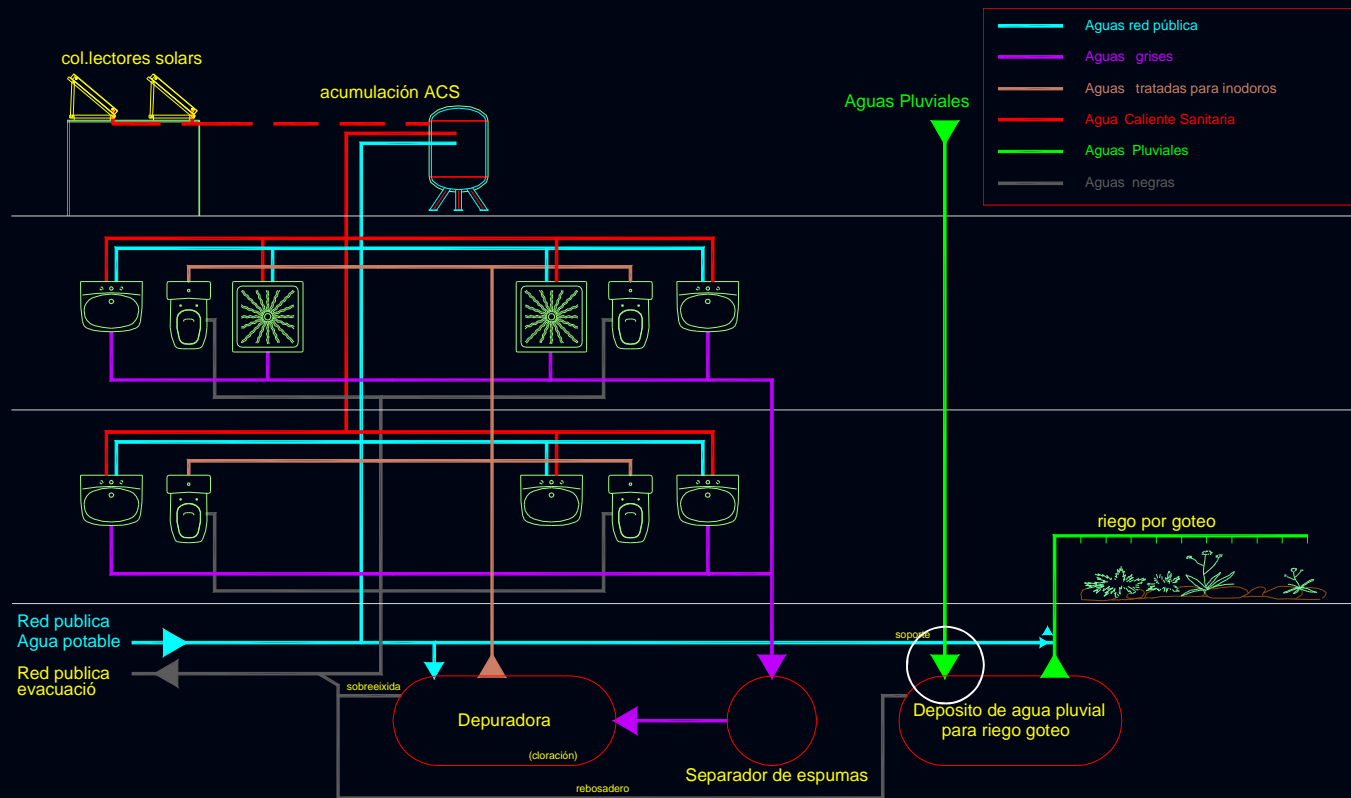 col.lectores solars
acumulación ACS
Aguas Pluviales
Aguas red pública
Aguas grises
Aguas tratadas para inodoros
Agua Caliente Sanitaria
Aguas Pluviales
Aguas negras
riego por goteo
Red publica
Agua potable
soporte
Red publica
evacuació
sobreeixida
Depuradora
(cloración)
Separador de espumas
Deposito de agua pluvial
para riego goteo
rebosadero